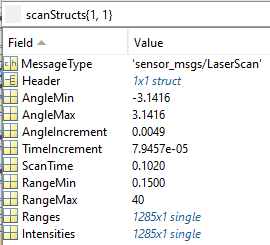 scanStructs{1, 1}
Field Value
MessageType 'sensor_msgs/LaserScan'
Header 1x1 struct
AngleMin -3.1416
AngleMax 3.1416
AngleIncrement 0.0049
TimeIncrement 7.9457e-05
ScanTime 0.1020
RangeMin 0.1500
RangeMax 40
Ranges 1285x1 single
Intensities 1285x1 single